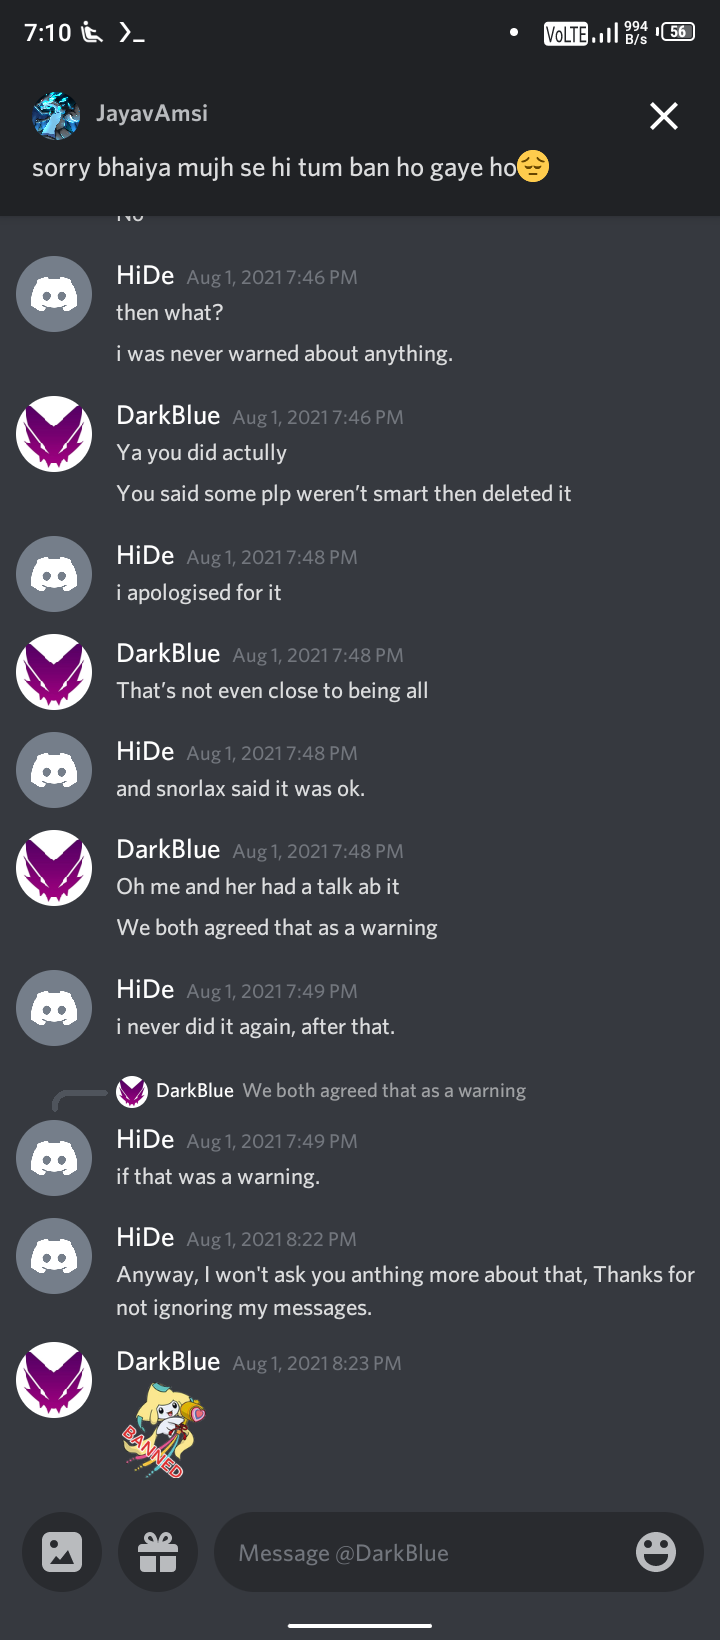 7:10
VoLTE
994
B/s
56
JayavAmsi
sorry bhaiya mujh se hi tum ban ho gaye ho😔
No
HiDe Aug 1, 2021 7:46 PM
then what?
i was never warned about anything.
DarkBlue Aug 1, 2021 7:46 PM
Ya you did actully
You said some plp weren’t smart then deleted it
HiDe Aug 1, 2021 7:48 PM
i apologised for it
DarkBlue Aug 1, 2021 7:48 PM
That’s not even close to being all
HiDe Aug 1, 2021 7:48 PM
and snorlax said it was ok.
DarkBlue Aug 1, 2021 7:48 PM
Oh me and her had a talk ab it
We both agreed that as a warning
HiDe Aug 1, 2021 7:49 PM
i never did it again, after that.
DarkBlue We both agreed that as a warning
HiDe Aug 1, 2021 7:49 PM
if that was a warning.
HiDe Aug 1, 2021 8:22 PM
Anyway, I won't ask you anthing more about that, Thanks for
not ignoring my messages.
DarkBlue Aug 1, 2021 8:23 PM
BANNED
Message @DarkBlue